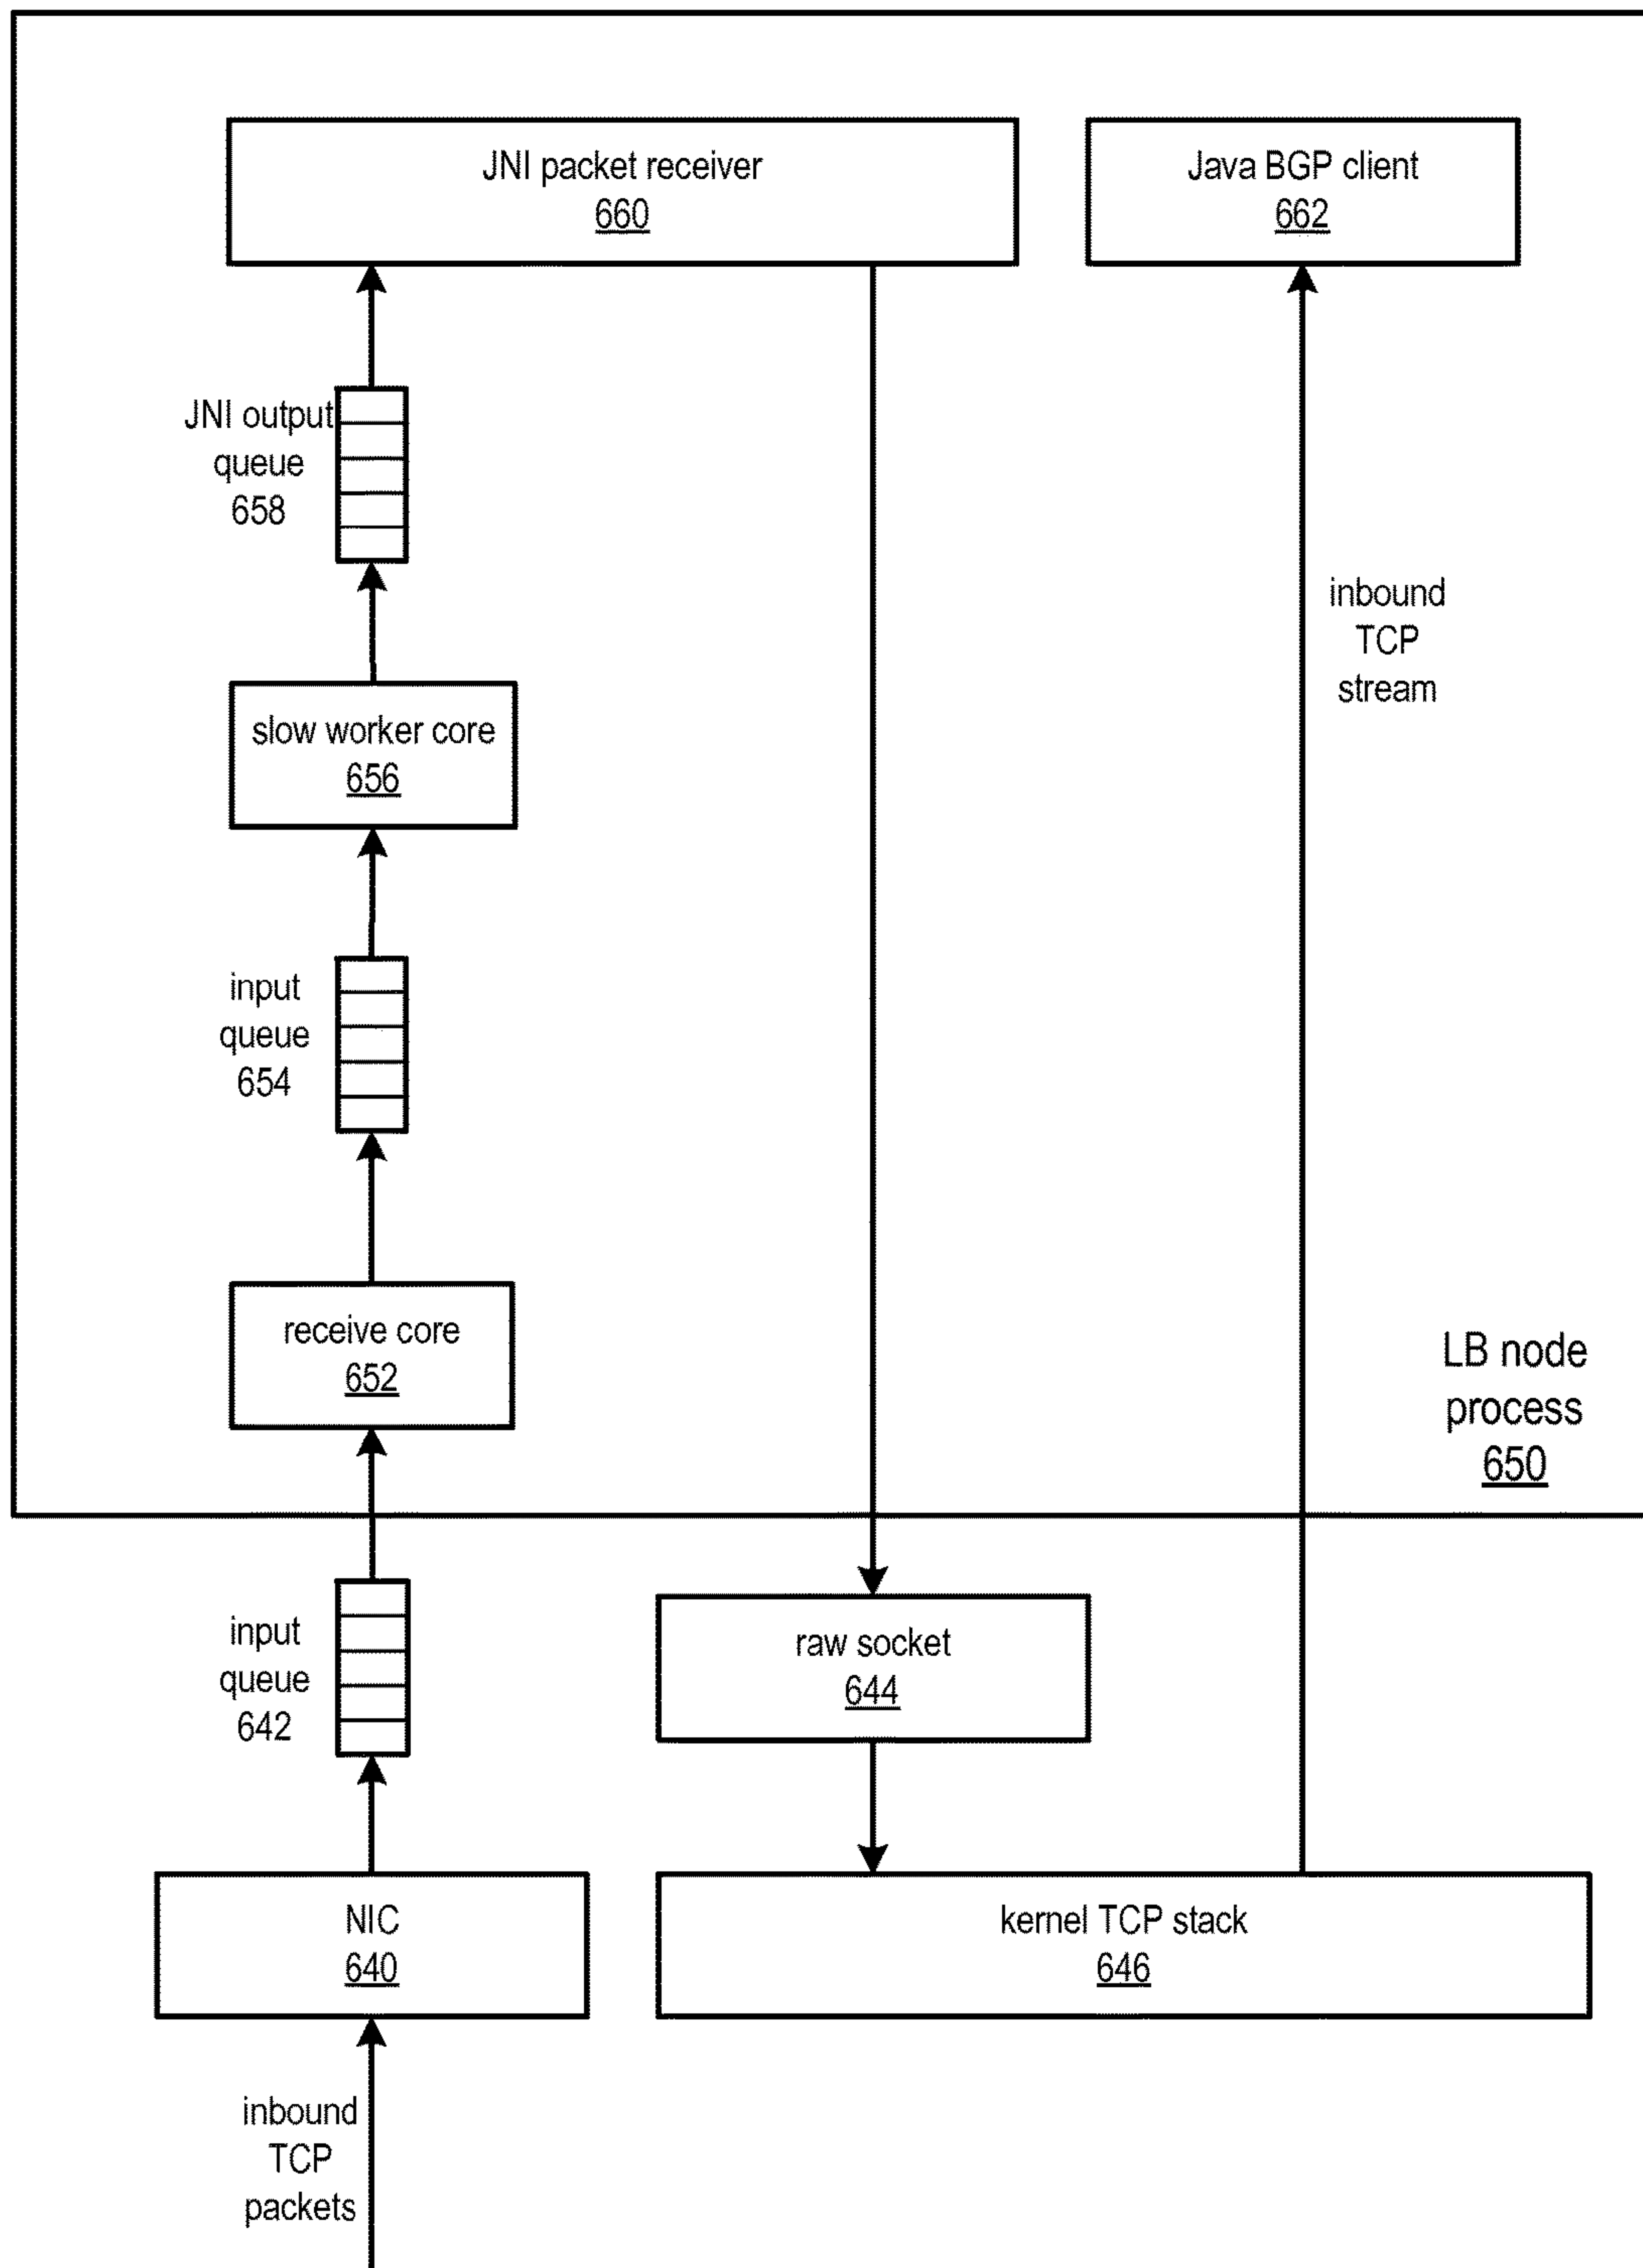 JNI packet receiver
660
Java BGP client
662
JNI output
queue
658
inbound
TCP
stream
slow worker core
656
input
queue
654
receive core
652
LB node
process
650
input
queue
642
raw socket
644
NIC
640
kernel TCP stack
646
inbound
TCP
packets